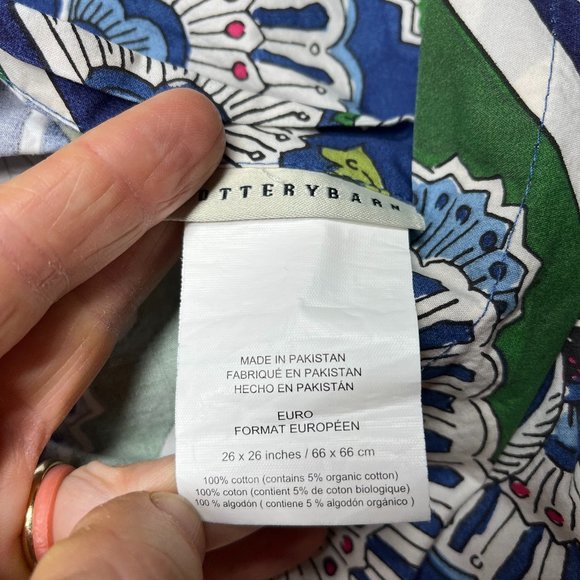 OTTERYBARN
MADE IN PAKISTAN
FABRIQUÉ EN PAKISTAN
HECHO EN PAKISTÁN
EURO
FORMAT EUROPÉEN
26 x 26 inches / 66 x 66 cm
100% cotton (contains 5% organic cotton)
100% coton (contient 5% de coton biologique)
100 % algodón ( contiene 5 % algodón orgánico )